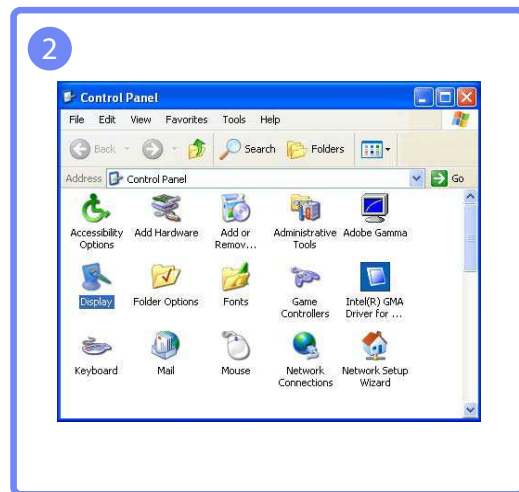 2
Control Panel
File Edit View Favorites Tools Help
Back Search Folders
Address Control Panel Go
Accessibility Options Add Hardware Add or Remov... Administrative Tools Adobe Gamma
Display Folder Options Fonts Game Controllers Intel(R) GMA Driver for ...
Keyboard Mail Mouse Network Connections Network Setup Wizard